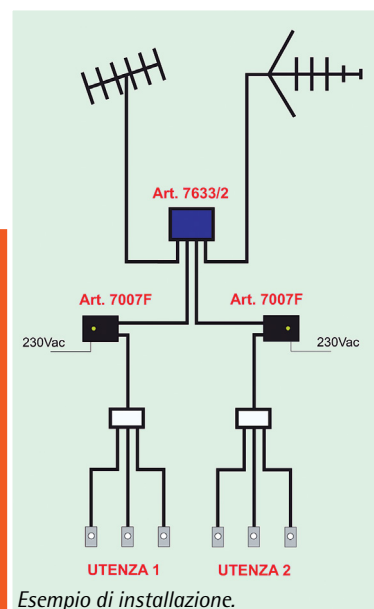 Art. 7633/2
Art. 7007F
Art. 7007F
230Vac
230Vac
UTENZA 1
UTENZA 2
Esempio di installazione.